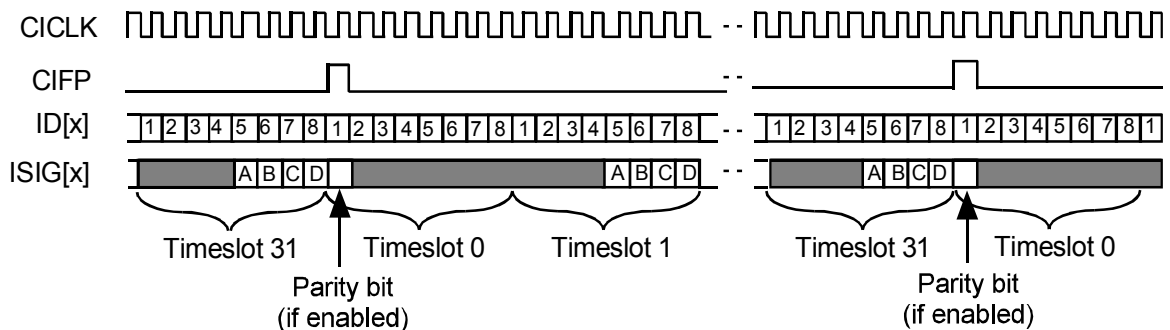 CICLK
CIFP
ID[x] 1 2 3 4 5 6 7 8 1 2 3 4 5 6 7 8 1 2 3 4 5 6 7 8 1 2 3 4 5 6 7 8 1 2 3 4 5 6 7 8 1
ISIG[x] A B C D A B C D A B C D
Timeslot 31 Timeslot 0 Timeslot 1 Timeslot 31 Timeslot 0
Parity bit Parity bit
(if enabled) (if enabled)